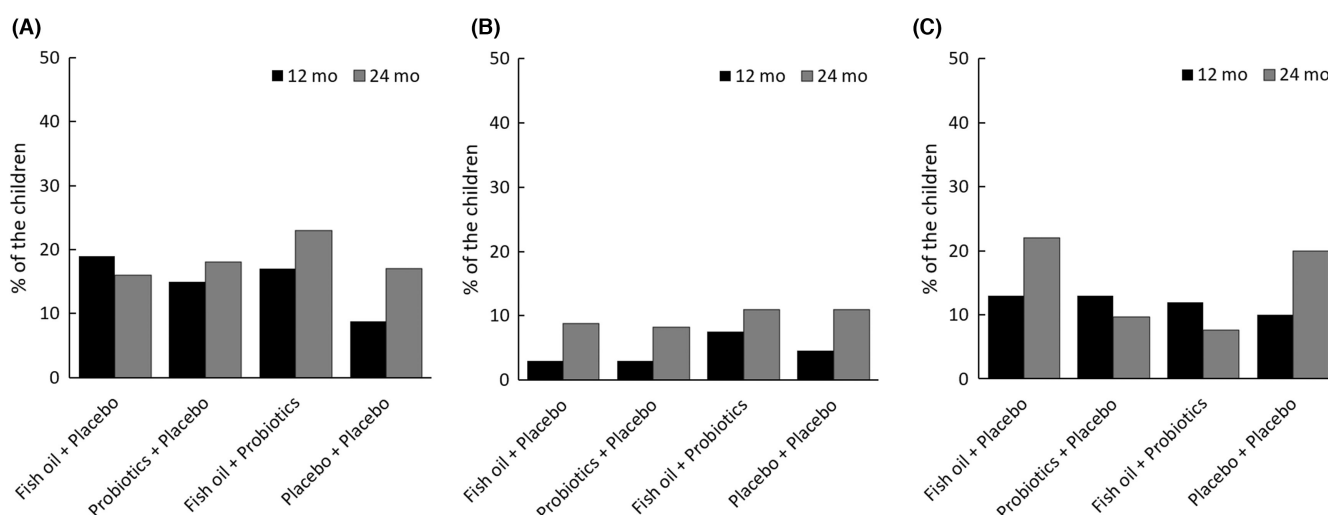 (A)
% of the children
50
40
30
20
10
0
12 mo
24 mo
Fish oil + Placebo
Probiotics + Placebo
Fish oil + Probiotics
Placebo + Placebo
(B)
% of the children
50
40
30
20
10
0
12 mo
24 mo
Fish oil + Placebo
Probiotics + Placebo
Fish oil + Probiotics
Placebo + Placebo
(C)
% of the children
50
40
30
20
10
0
12 mo
24 mo
Fish oil + Placebo
Probiotics + Placebo
Fish oil + Probiotics
Placebo + Placebo